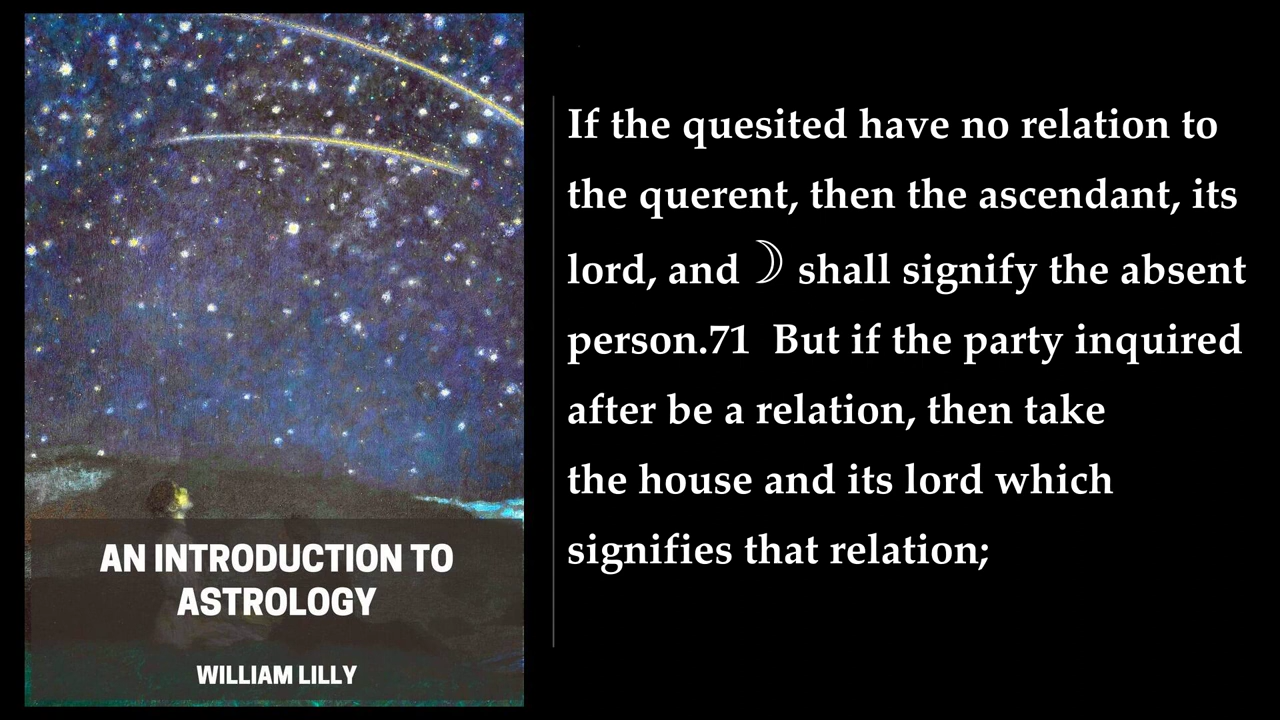 AN INTRODUCTION TO
ASTROLOGY
WILLIAM LILLY
If the quesited have no relation to
the querent, then the ascendant, its
lord, and ☽ shall signify the absent
person.71  But if the party inquired
after be a relation, then take
the house and its lord which
signifies that relation;